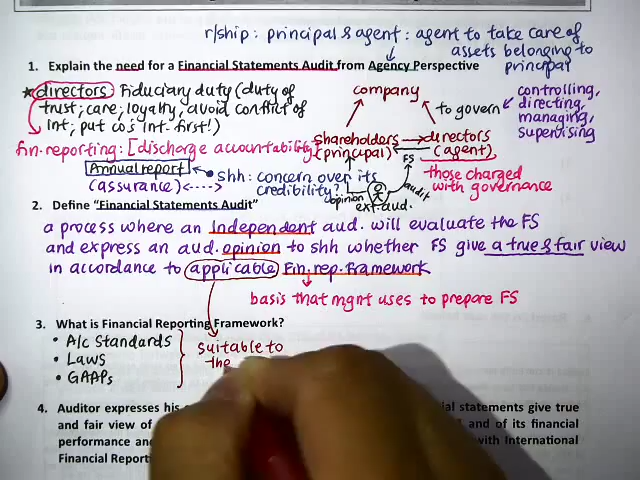 r/ship : principal & agent : agent to take care of
assets belonging to
principal
1. Explain the need for a Financial Statements Audit from Agency Perspective
★ directors: Fiduciary duty (duty of
trust; care; loyalty; avoid conflict of
int; put co's int. first!)
company
to govern
controlling,
directing,
managing,
supervising
fin. reporting: [discharge accountability]
shareholders
(principal)
directors
(agent)
FS
those charged
with governance
Annual report
(assurance)
shh: concern over its
credibility?
opinion
audit
ext. aud.
2. Define "Financial Statements Audit"
a process where an independent aud. will evaluate the FS
and express an aud. opinion to shh whether FS give a true & fair view
in accordance to applicable Fin. rep. framework
basis that mgnt uses to prepare FS
3. What is Financial Reporting Framework?
• A/c Standards
• Laws
• GAAPs
suitable to
the
4. Auditor expresses his
ial statements give true
and fair view of
and of its financial
performance and
with International
Financial Reporti